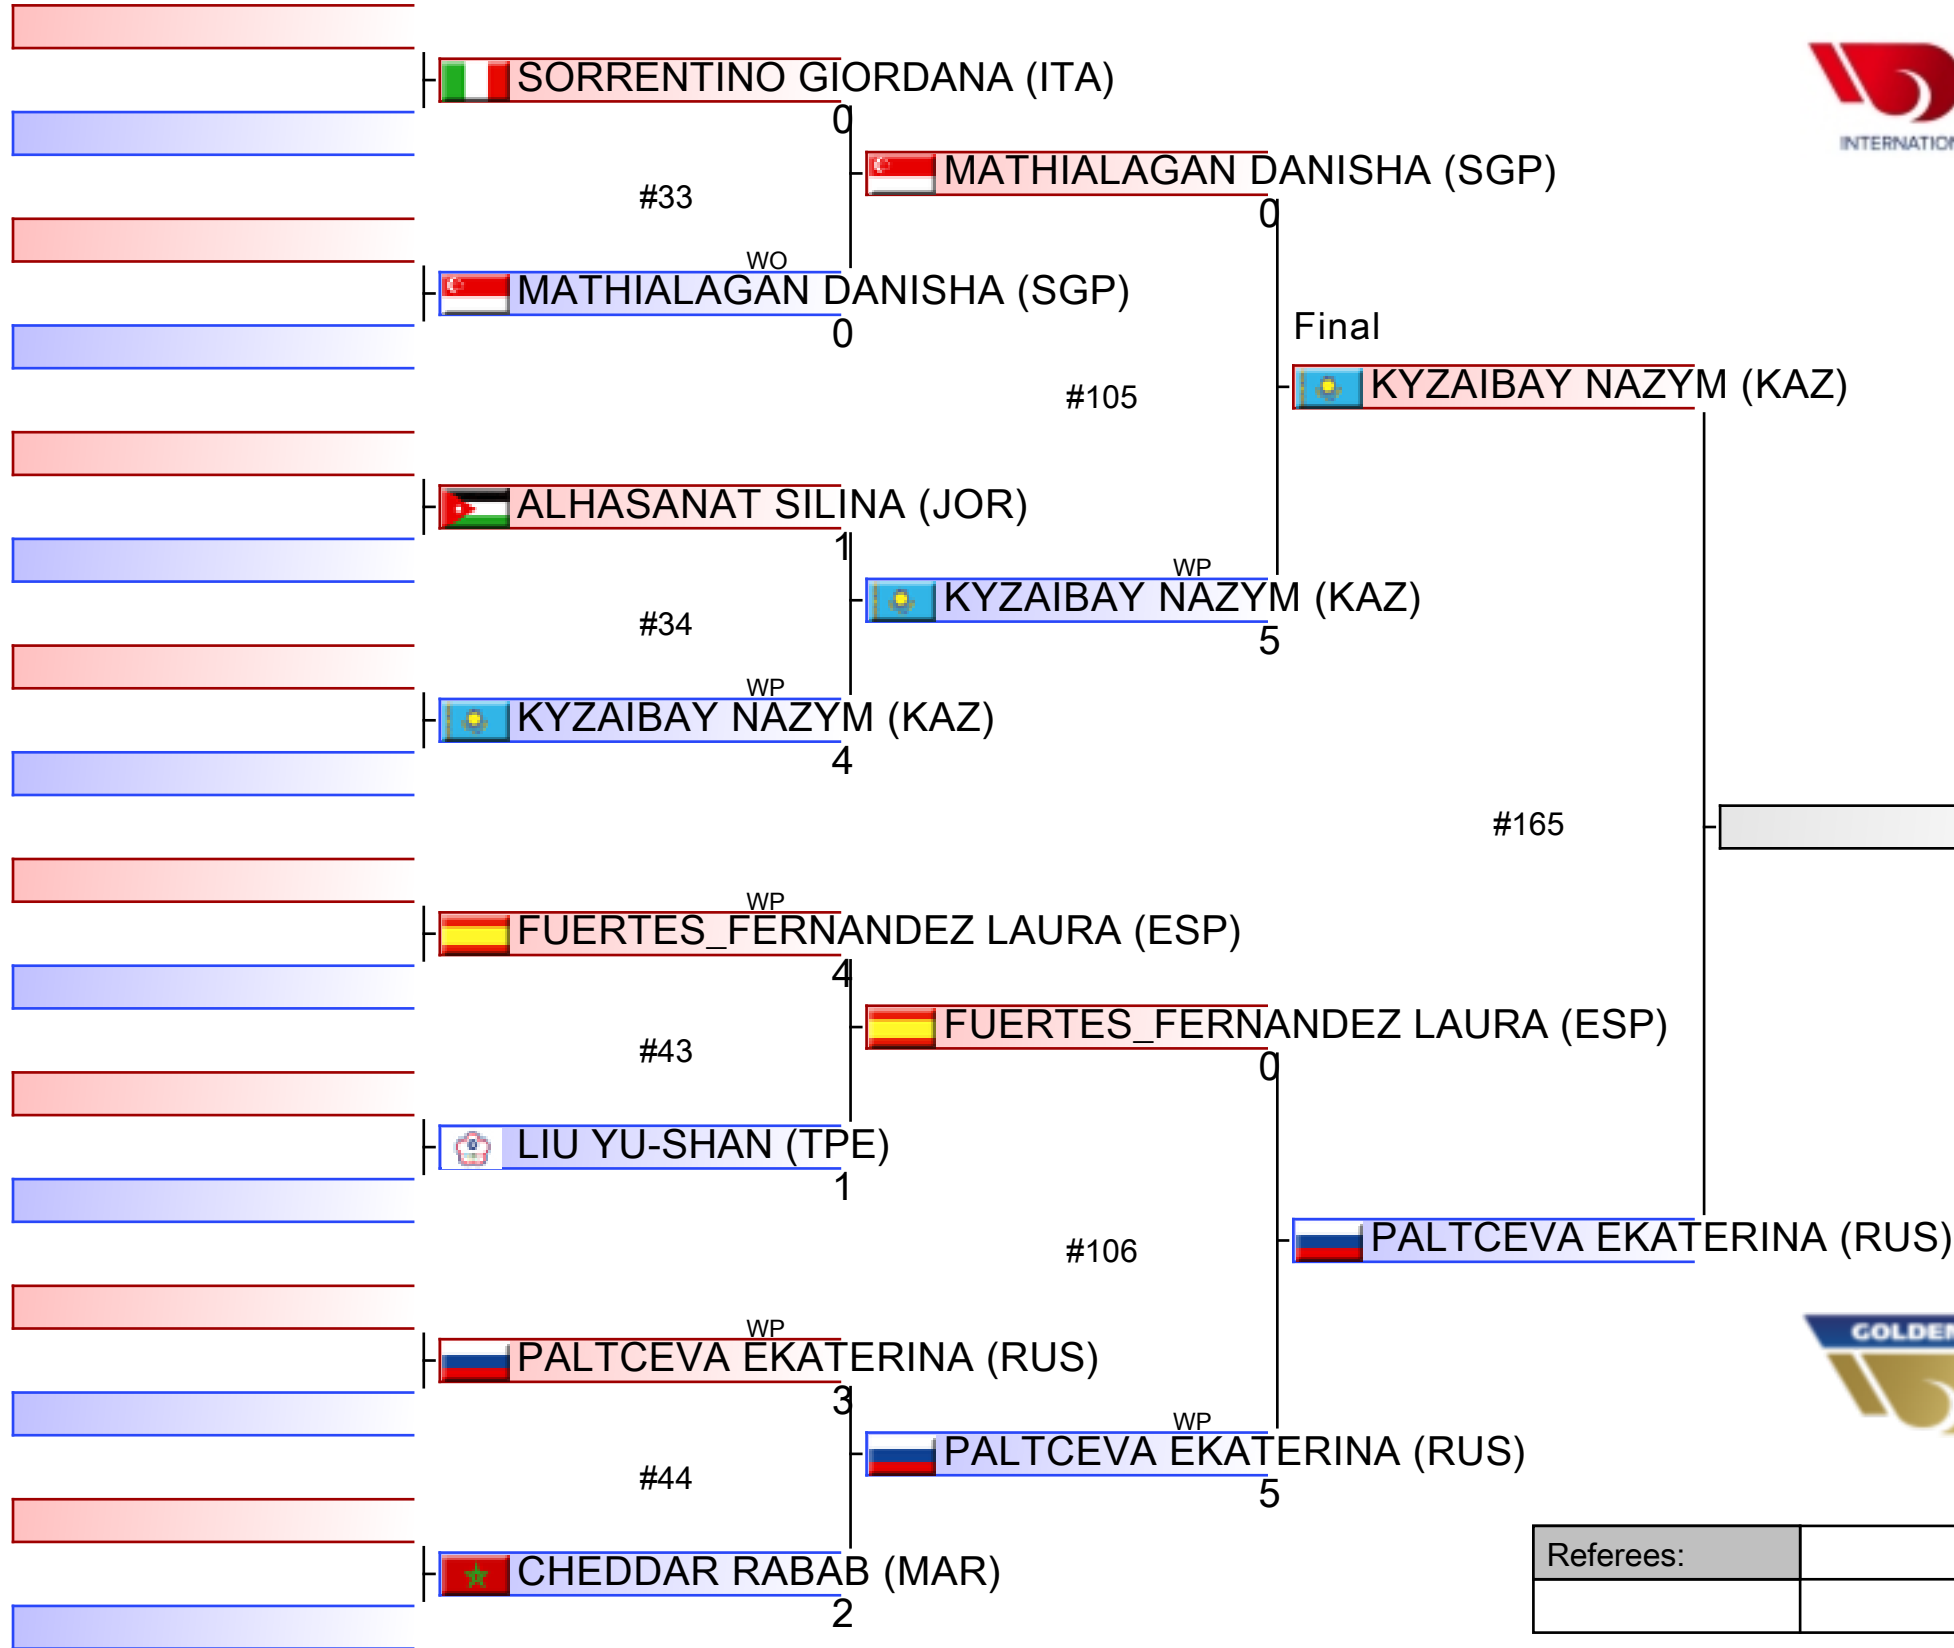 SORRENTINO GIORDANA (ITA)
0
#33
WO
MATHIALAGAN DANISHA (SGP)
0
MATHIALAGAN DANISHA (SGP)
0
INTERNATION
#105
Final
KYZAIBAY NAZYM (KAZ)
ALHASANAT SILINA (JOR)
1
#34
WP
KYZAIBAY NAZYM (KAZ)
5
WP
KYZAIBAY NAZYM (KAZ)
4
#165
WP
FUERTES_FERNANDEZ LAURA (ESP)
4
#43
FUERTES_FERNANDEZ LAURA (ESP)
0
LIU YU-SHAN (TPE)
1
#106
PALTCEVA EKATERINA (RUS)
WP
PALTCEVA EKATERINA (RUS)
3
#44
WP
PALTCEVA EKATERINA (RUS)
5
CHEDDAR RABAB (MAR)
2
GOLDEN
Referees: